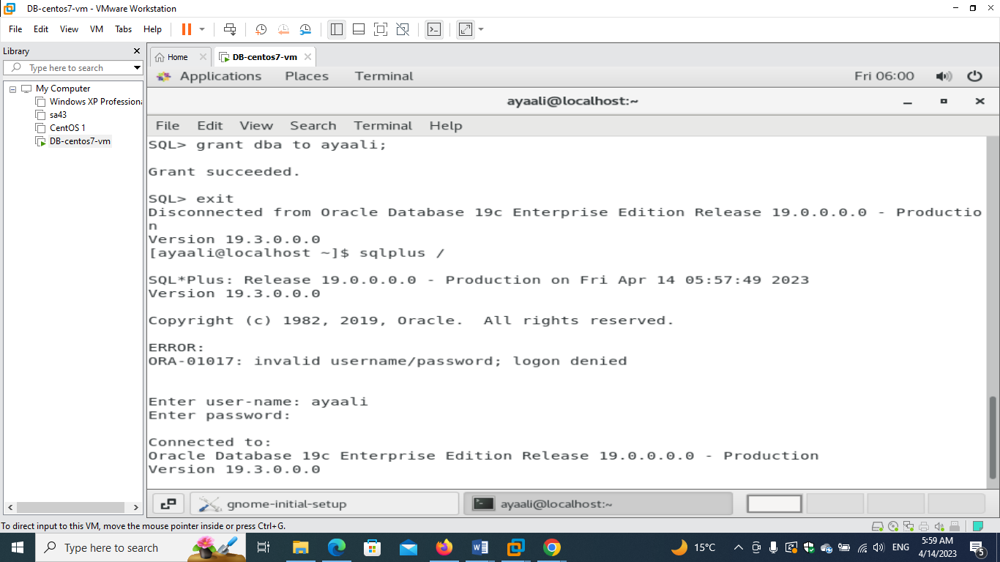 DB-centos7-vm - VMware Workstation
File Edit View VM Tabs Help
Library
Type here to search
My Computer
Windows XP Professiona
sa43
CentOS 1
DB-centos7-vm
Home DB-centos7-vm
Applications Places Terminal Fri 06:00
ayaali@localhost:~
File Edit View Search Terminal Help
SQL> grant dba to ayaali;
Grant succeeded.
SQL> exit
Disconnected from Oracle Database 19c Enterprise Edition Release 19.0.0.0.0 - Productio
n
Version 19.3.0.0.0
[ayaali@localhost ~]$ sqlplus /
SQL*Plus: Release 19.0.0.0.0 - Production on Fri Apr 14 05:57:49 2023
Version 19.3.0.0.0
Copyright (c) 1982, 2019, Oracle.  All rights reserved.
ERROR:
ORA-01017: invalid username/password; logon denied
Enter user-name: ayaali
Enter password:
Connected to:
Oracle Database 19c Enterprise Edition Release 19.0.0.0.0 - Production
Version 19.3.0.0.0
gnome-initial-setup ayaali@localhost:~
To direct input to this VM, move the mouse pointer inside or press Ctrl+G.
Type here to search 15°C ENG 5:59 AM
4/14/2023
5